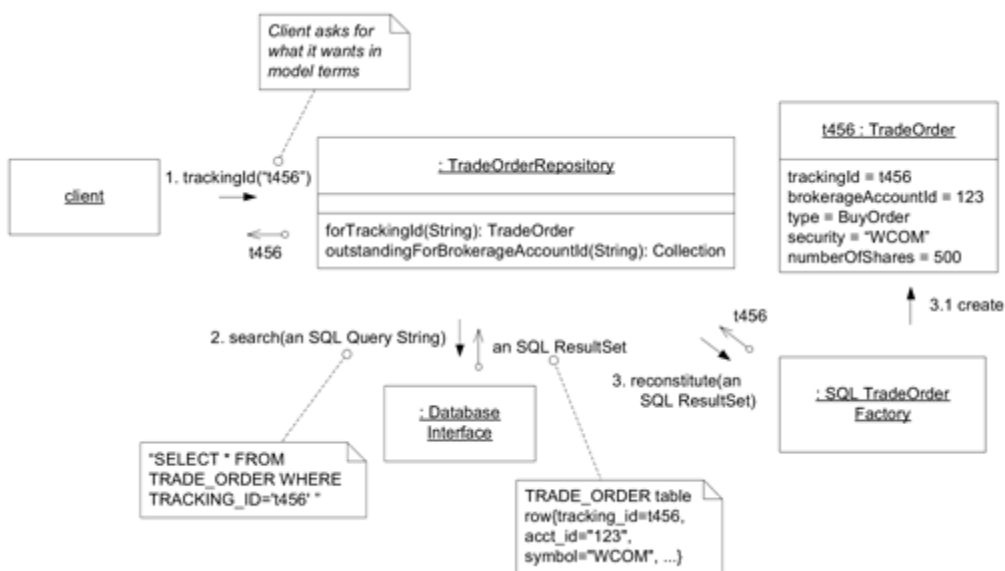 Client asks for
what it wants in
model terms
client
1. trackingId("t456")
t456
: TradeOrderRepository
forTrackingId(String): TradeOrder
outstandingForBrokerageAccountId(String): Collection
t456 : TradeOrder
trackingId = t456
brokerageAccountId = 123
type = BuyOrder
security = "WCOM"
numberOfShares = 500
3.1 create
t456
2. search(an SQL Query String)
an SQL ResultSet
3. reconstitute(an
SQL ResultSet)
: SQL TradeOrder
Factory
: Database
Interface
"SELECT * FROM
TRADE_ORDER WHERE
TRACKING_ID='t456' "
TRADE_ORDER table
row{tracking_id=t456,
acct_id="123",
symbol="WCOM", ...}